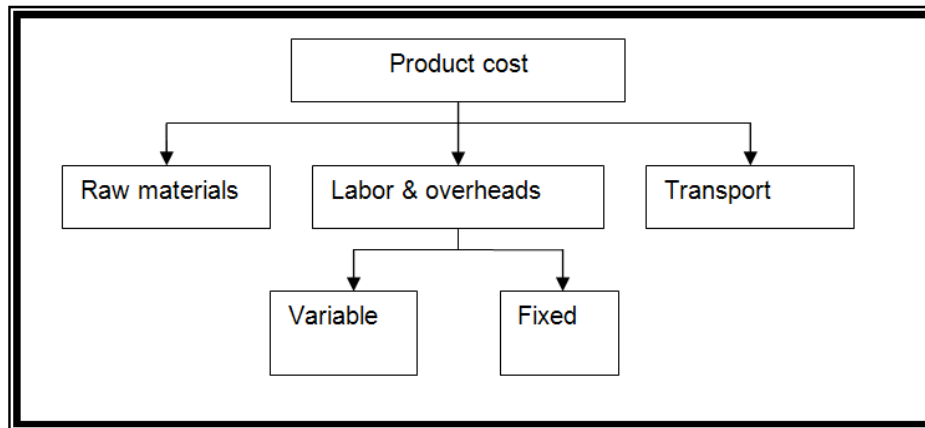 Product cost
Raw materials
Labor & overheads
Transport
Variable
Fixed